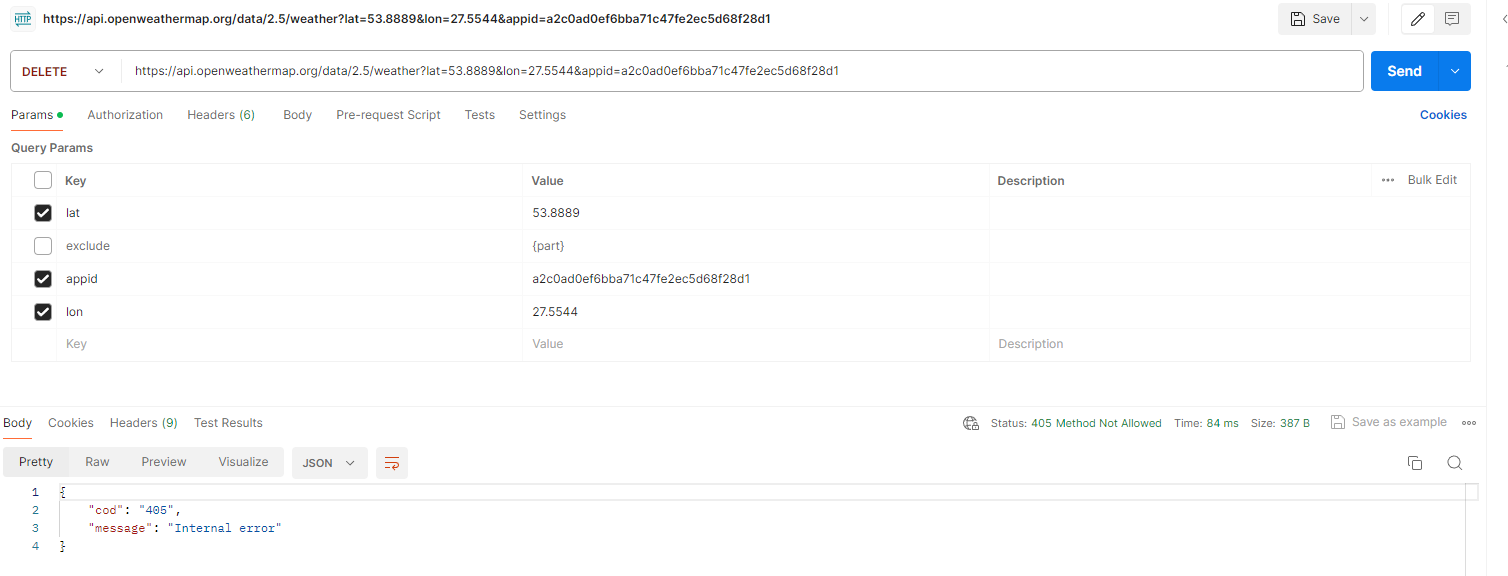 HTTP https://api.openweathermap.org/data/2.5/weather?lat=53.8889&lon=27.5544&appid=a2c0ad0ef6bba71c47fe2ec5d68f28d1 Save
DELETE https://api.openweathermap.org/data/2.5/weather?lat=53.8889&lon=27.5544&appid=a2c0ad0ef6bba71c47fe2ec5d68f28d1 Send
Params Authorization Headers (6) Body Pre-request Script Tests Settings Cookies
Query Params
Key Value Description ••• Bulk Edit
lat 53.8889
exclude {part}
appid a2c0ad0ef6bba71c47fe2ec5d68f28d1
lon 27.5544
Key Value Description
Body Cookies Headers (9) Test Results Status: 405 Method Not Allowed Time: 84 ms Size: 387 B Save as example
Pretty Raw Preview Visualize JSON
1 {
2 "cod": "405",
3 "message": "Internal error"
4 }